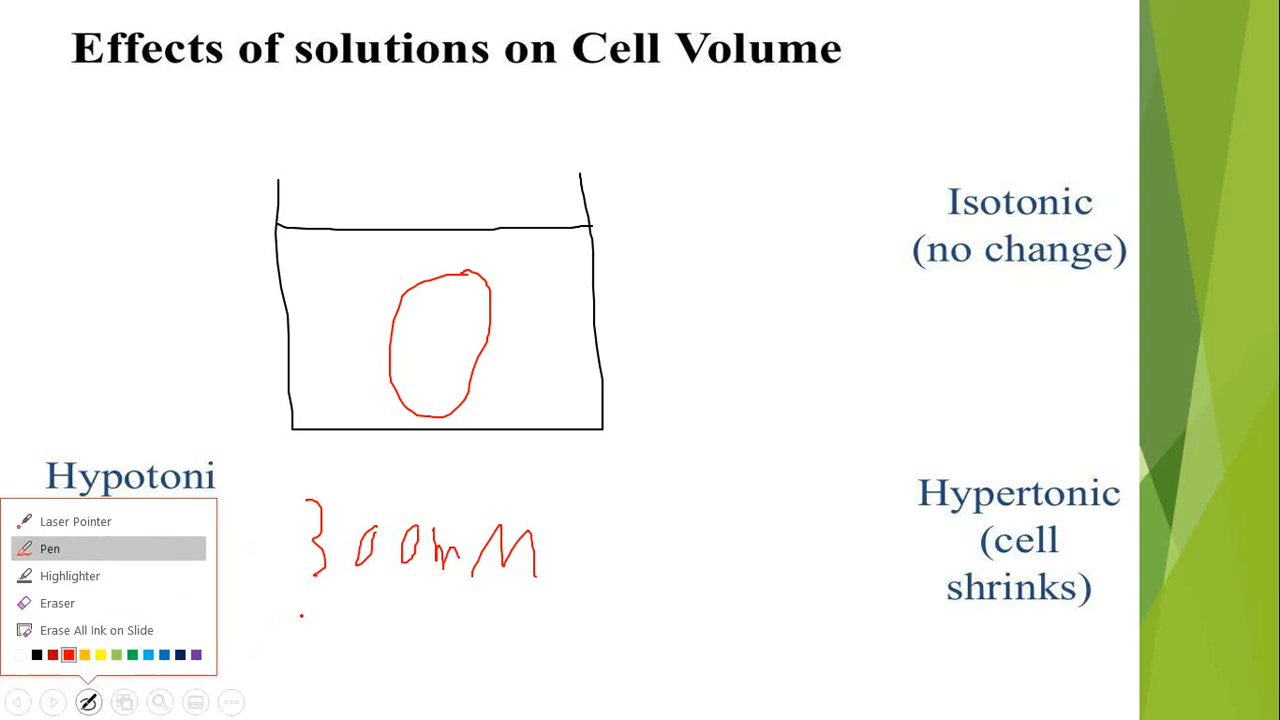 Effects of solutions on Cell Volume
Isotonic
(no change)
Hypotoni
Hypertonic
(cell
shrinks)
300mM
Laser Pointer
Pen
Highlighter
Eraser
Erase All Ink on Slide